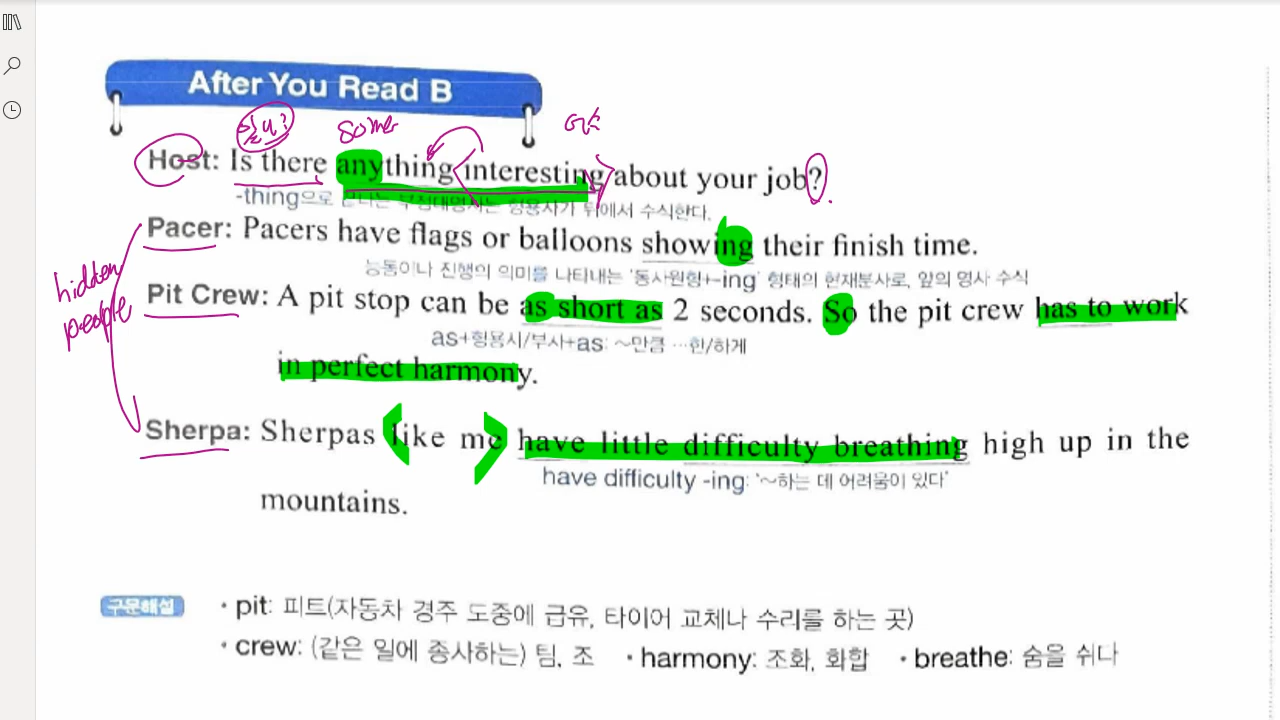 After You Read B
있니? some
Host: Is there anything interesting about your job?
-thing으로 끝나는 부정대명사는 형용사가 뒤에서 수식한다.
Pacer: Pacers have flags or balloons showing their finish time.
능동이나 진행의 의미를 나타내는 '동사원형+-ing' 형태의 현재분사로, 앞의 명사 수식
hidden people
Pit Crew: A pit stop can be as short as 2 seconds. So the pit crew has to work
as+형용사/부사+as: ~만큼 …한/하게
in perfect harmony.
Sherpa: Sherpas like me have little difficulty breathing high up in the
have difficulty -ing: '~하는 데 어려움이 있다'
mountains.
구문해설 • pit: 피트(자동차 경주 도중에 급유, 타이어 교체나 수리를 하는 곳)
• crew: (같은 일에 종사하는) 팀, 조 • harmony: 조화, 화합 • breathe: 숨을 쉬다